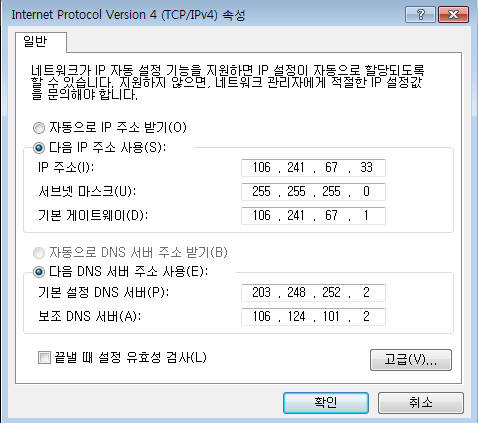 Internet Protocol Version 4 (TCP/IPv4) 속성
일반
네트워크가 IP 자동 설정 기능을 지원하면 IP 설정이 자동으로 할당되도록
할 수 있습니다. 지원하지 않으면, 네트워크 관리자에게 적절한 IP 설정값
을 문의해야 합니다.
자동으로 IP 주소 받기(O)
다음 IP 주소 사용(S):
IP 주소(I): 106 . 241 . 67 . 33
서브넷 마스크(U): 255 . 255 . 255 . 0
기본 게이트웨이(D): 106 . 241 . 67 . 1
자동으로 DNS 서버 주소 받기(B)
다음 DNS 서버 주소 사용(E):
기본 설정 DNS 서버(P): 203 . 248 . 252 . 2
보조 DNS 서버(A): 106 . 124 . 101 . 2
끝낼 때 설정 유효성 검사(L)
고급(V)...
확인 취소